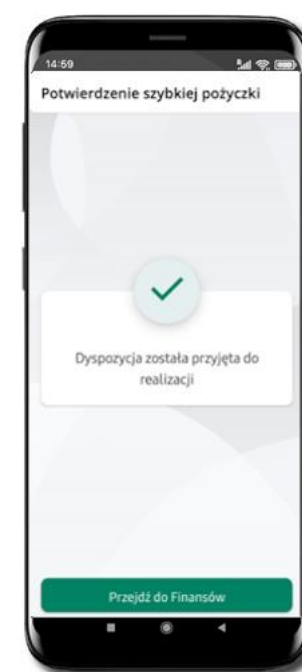 14:59
Potwierdzenie szybkiej pożyczki
Dyspozycja została przyjęta do
realizacji
Przejdź do Finansów